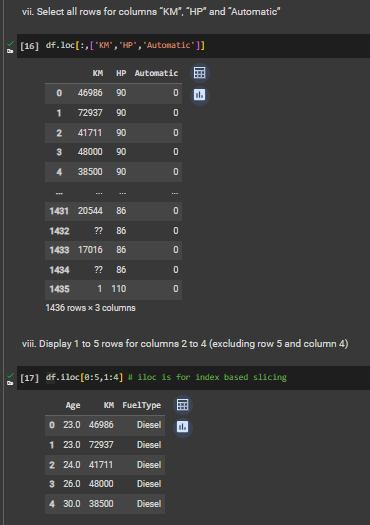 vii. Select all rows for columns "KM", "HP" and "Automatic"
[16] df.loc[:,['KM','HP','Automatic']]
KM HP Automatic
0 46986 90 0
1 72937 90 0
2 41711 90 0
3 48000 90 0
4 38500 90 0
... ... ... ...
1431 20544 86 0
1432 ?? 86 0
1433 17016 86 0
1434 ?? 86 0
1435 1 110 0
1436 rows × 3 columns
viii. Display 1 to 5 rows for columns 2 to 4 (excluding row 5 and column 4)
[17] df.iloc[0:5,1:4] # iloc is for index based slicing
Age KM FuelType
0 23.0 46986 Diesel
1 23.0 72937 Diesel
2 24.0 41711 Diesel
3 26.0 48000 Diesel
4 30.0 38500 Diesel